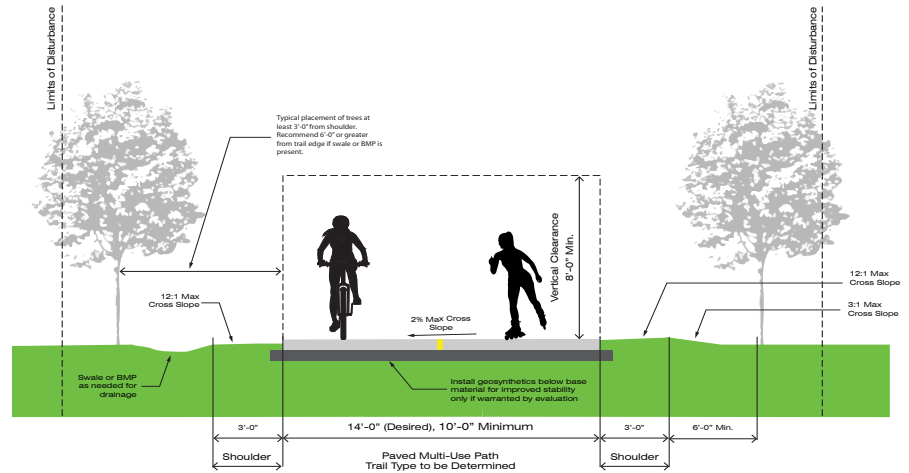 Limits of Disturbance
Limits of Disturbance
Typical placement of trees at
least 3'-0" from shoulder.
Recommend 6'-0" or greater
from trail edge if swale or BMP is
present.
Vertical Clearance
8'-0" Min.
12:1 Max
Cross Slope
12:1 Max
Cross Slope
3:1 Max
Cross Slope
2% Max Cross
Slope
Swale or BMP
as needed for
drainage
Install geosynthetics below base
material for improved stability
only if warranted by evaluation
3'-0"
14'-0" (Desired), 10'-0" Minimum
3'-0"
6'-0" Min.
Shoulder
Paved Multi-Use Path
Trail Type to be Determined
Shoulder